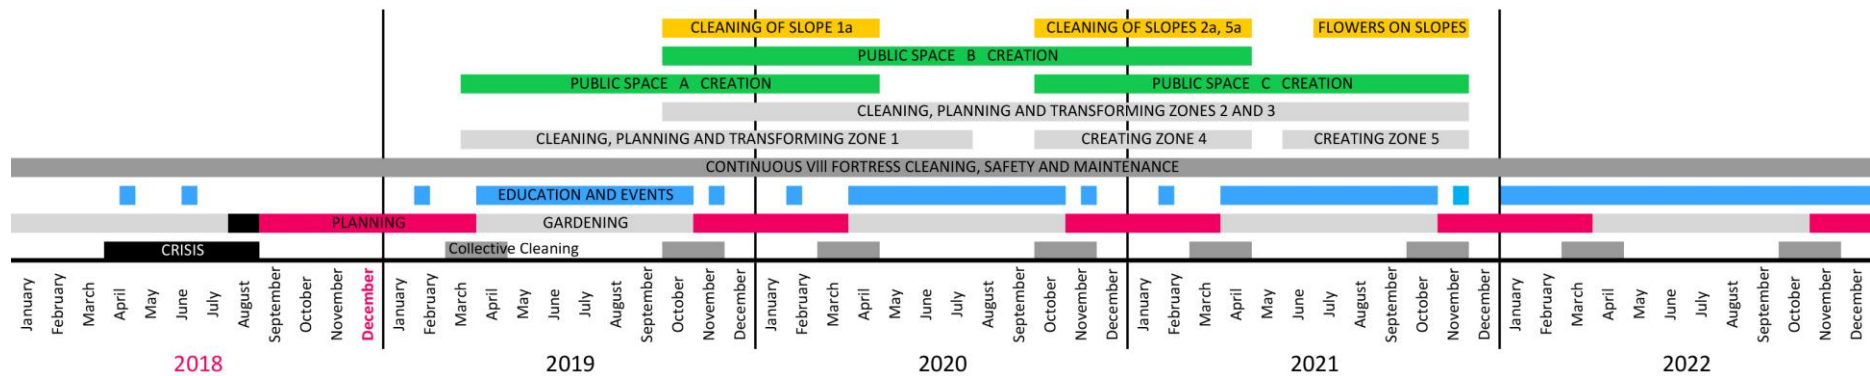 CLEANING OF SLOPE 1a CLEANING OF SLOPES 2a, 5a FLOWERS ON SLOPES
PUBLIC SPACE B CREATION
PUBLIC SPACE A CREATION PUBLIC SPACE C CREATION
CLEANING, PLANNING AND TRANSFORMING ZONES 2 AND 3
CLEANING, PLANNING AND TRANSFORMING ZONE 1 CREATING ZONE 4 CREATING ZONE 5
CONTINUOUS VIII FORTRESS CLEANING, SAFETY AND MAINTENANCE
EDUCATION AND EVENTS
PLANNING GARDENING
CRISIS Collective Cleaning
January February March April May June July August September October November December January February March April May June July August September October November December January February March April May June July August September October November December January February March April May June July August September October November December January February March April May June July August September October November December
2018 2019 2020 2021 2022